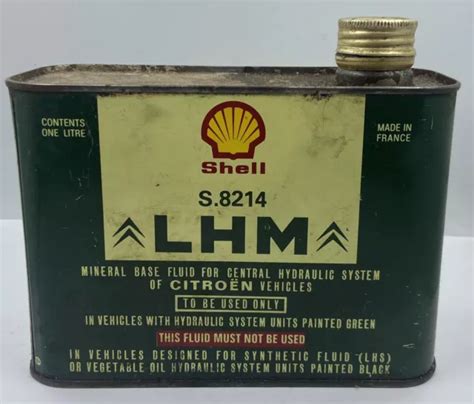 CONTENTS
ONE LITRE
MADE IN
FRANCE
Shell
S.8214
LHM
MINERAL BASE FLUID FOR CENTRAL HYDRAULIC SYSTEM
OF CITROËN VEHICLES
TO BE USED ONLY
IN VEHICLES WITH HYDRAULIC SYSTEM UNITS PAINTED GREEN
THIS FLUID MUST NOT BE USED
IN VEHICLES DESIGNED FOR SYNTHETIC FLUID (LHS)
OR VEGETABLE OIL HYDRAULIC SYSTEM UNITS PAINTED BLACK